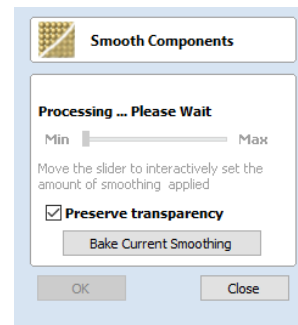 Smooth Components
Processing ... Please Wait
Min Max
Move the slider to interactively set the
amount of smoothing applied
Preserve transparency
Bake Current Smoothing
OK Close